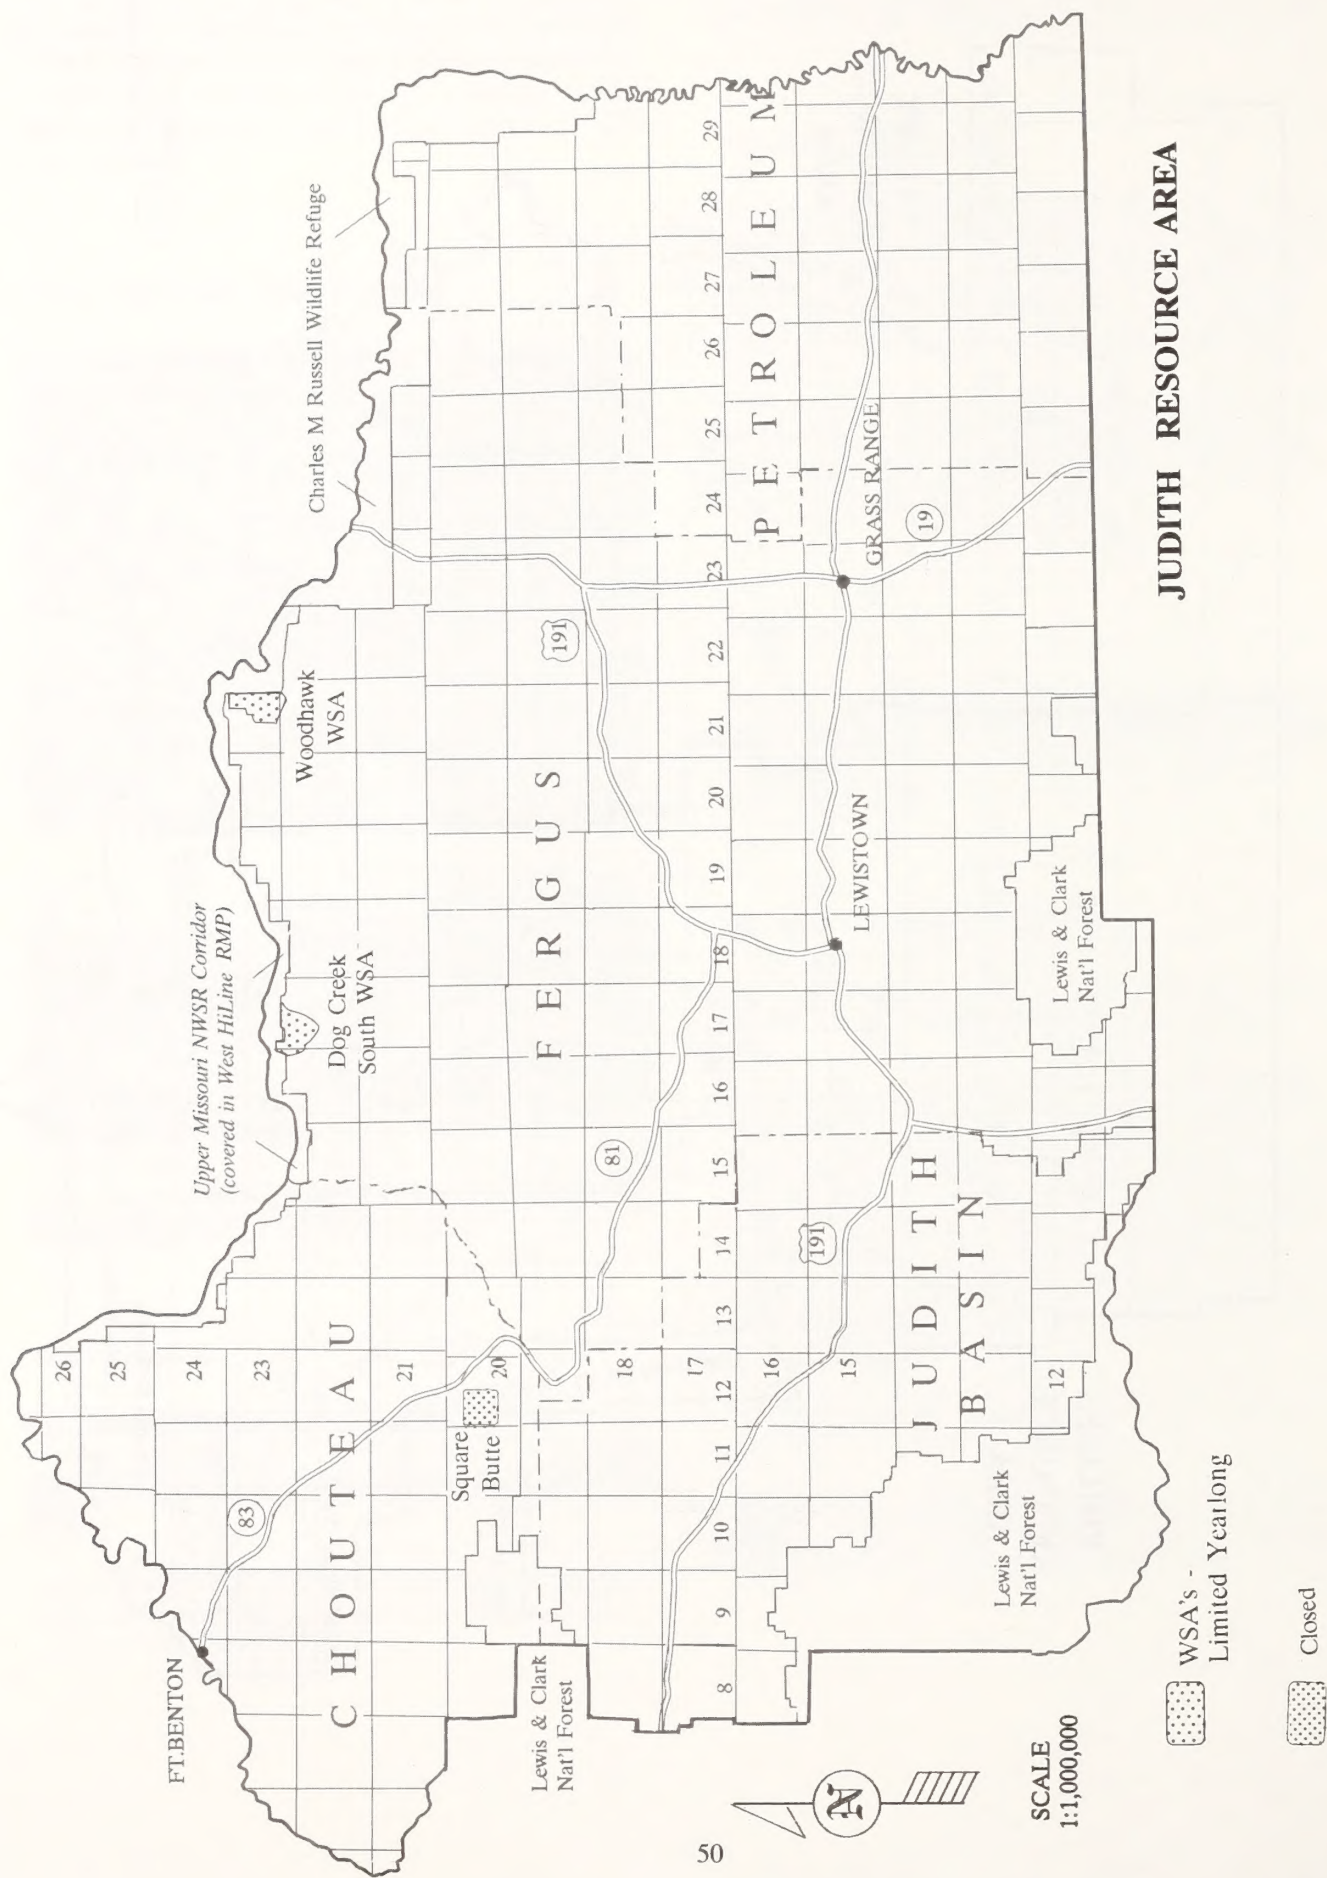 JUDITH RESOURCE AREA
Upper Missouri NWSR Corridor
(covered in West HiLine RMP)
Charles M Russell Wildlife Refuge
FT.BENTON
83
C H O U T E A U
26
25
24
23
21
20
18
17
16
15
12
Square
Butte
Dog Creek
South WSA
Woodhawk
WSA
F E R G U S
191
81
8
9
10
11
12
13
14
15
16
17
18
19
20
21
22
23
24
25
26
27
28
29
P E T R O L E U M
GRASS RANGE
19
LEWISTOWN
191
J U D I T H
B A S I N
Lewis & Clark
Nat'l Forest
Lewis & Clark
Nat'l Forest
Lewis & Clark
Nat'l Forest
N
SCALE
1:1,000,000
WSA's -
Limited Yearlong
Closed
50